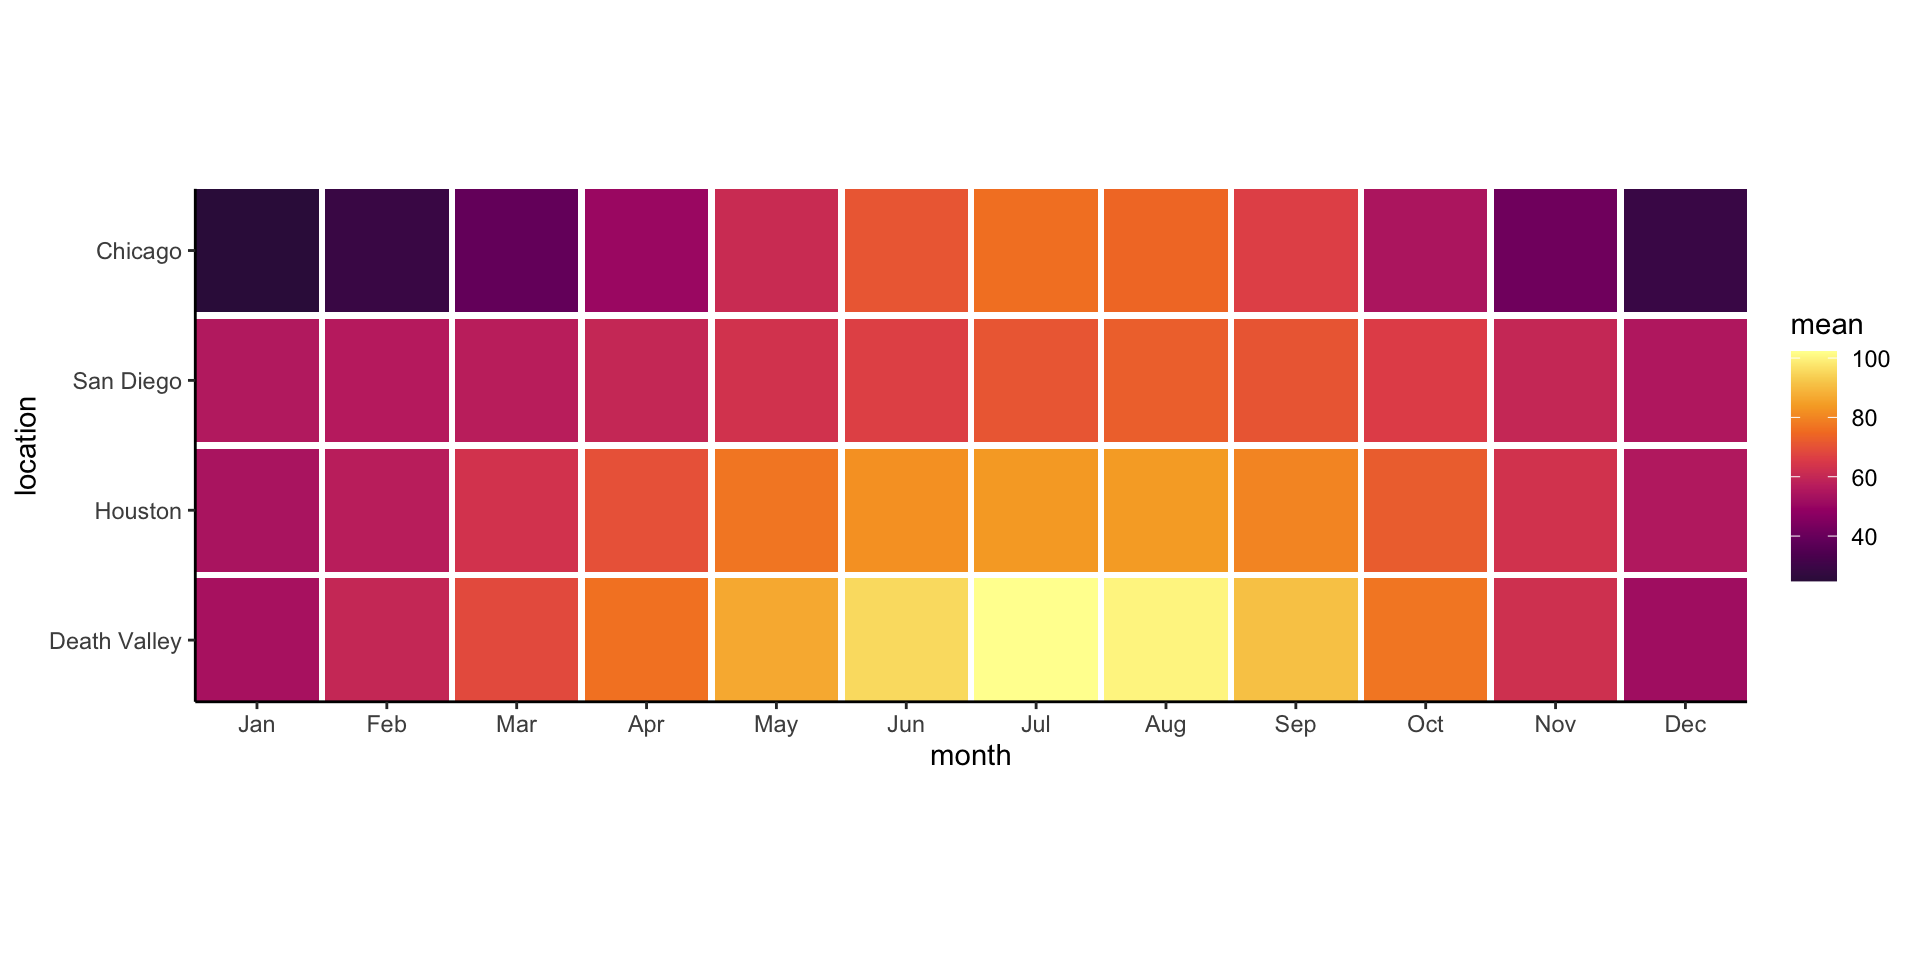 Chicago
San Diego
Houston
Death Valley
location
Jan Feb Mar Apr May Jun Jul Aug Sep Oct Nov Dec
month
mean
100
80
60
40